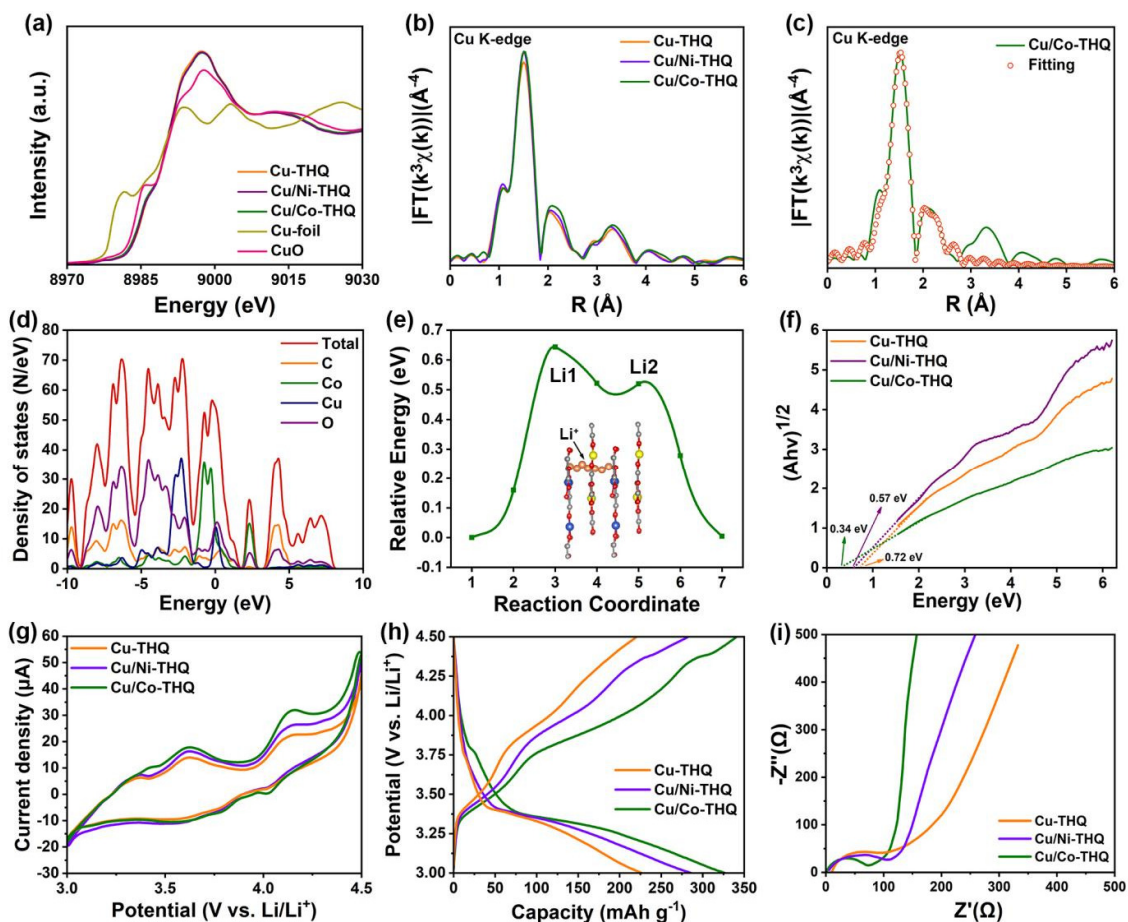 (a)
Intensity (a.u.)
Cu-THQ
Cu/Ni-THQ
Cu/Co-THQ
Cu-foil
CuO
8970 8985 9000 9015 9030
Energy (eV)
(b)
Cu K-edge
Cu-THQ
Cu/Ni-THQ
Cu/Co-THQ
|FT(k³χ(k))|(Å⁻⁴)
0 1 2 3 4 5 6
R (Å)
(c)
Cu K-edge
Cu/Co-THQ
Fitting
|FT(k³χ(k))|(Å⁻⁴)
0 1 2 3 4 5 6
R (Å)
(d)
Density of states (N/eV)
80
70
60
50
40
30
20
10
0
Total
C
Co
Cu
O
-10 -5 0 5 10
Energy (eV)
(e)
Relative Energy (eV)
0.7
0.6
0.5
0.4
0.3
0.2
0.1
0.0
-0.1
Li1
Li2
Li⁺
1 2 3 4 5 6 7
Reaction Coordinate
(f)
(Ahv)^1/2
6
5
4
3
2
1
0
Cu-THQ
Cu/Ni-THQ
Cu/Co-THQ
0.57 eV
0.34 eV
0.72 eV
0 1 2 3 4 5 6
Energy (eV)
(g)
Current density (μA)
60
50
40
30
20
10
0
-10
-20
-30
Cu-THQ
Cu/Ni-THQ
Cu/Co-THQ
3.0 3.5 4.0 4.5
Potential (V vs. Li/Li⁺)
(h)
Potential (V vs. Li/Li⁺)
4.50
4.25
4.00
3.75
3.50
3.25
3.00
Cu-THQ
Cu/Ni-THQ
Cu/Co-THQ
0 50 100 150 200 250 300 350
Capacity (mAh g⁻¹)
(i)
-Z''(Ω)
500
400
300
200
100
0
Cu-THQ
Cu/Ni-THQ
Cu/Co-THQ
0 100 200 300 400 500
Z'(Ω)